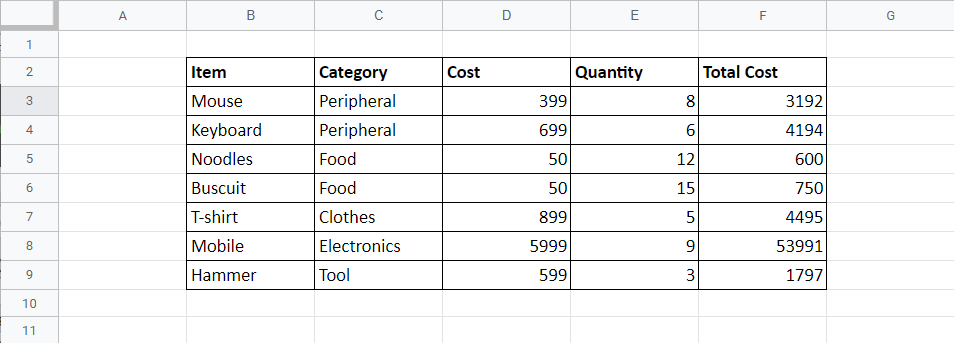 A B C D E F G
1
2 Item Category Cost Quantity Total Cost
3 Mouse Peripheral 399 8 3192
4 Keyboard Peripheral 699 6 4194
5 Noodles Food 50 12 600
6 Buscuit Food 50 15 750
7 T-shirt Clothes 899 5 4495
8 Mobile Electronics 5999 9 53991
9 Hammer Tool 599 3 1797
10
11